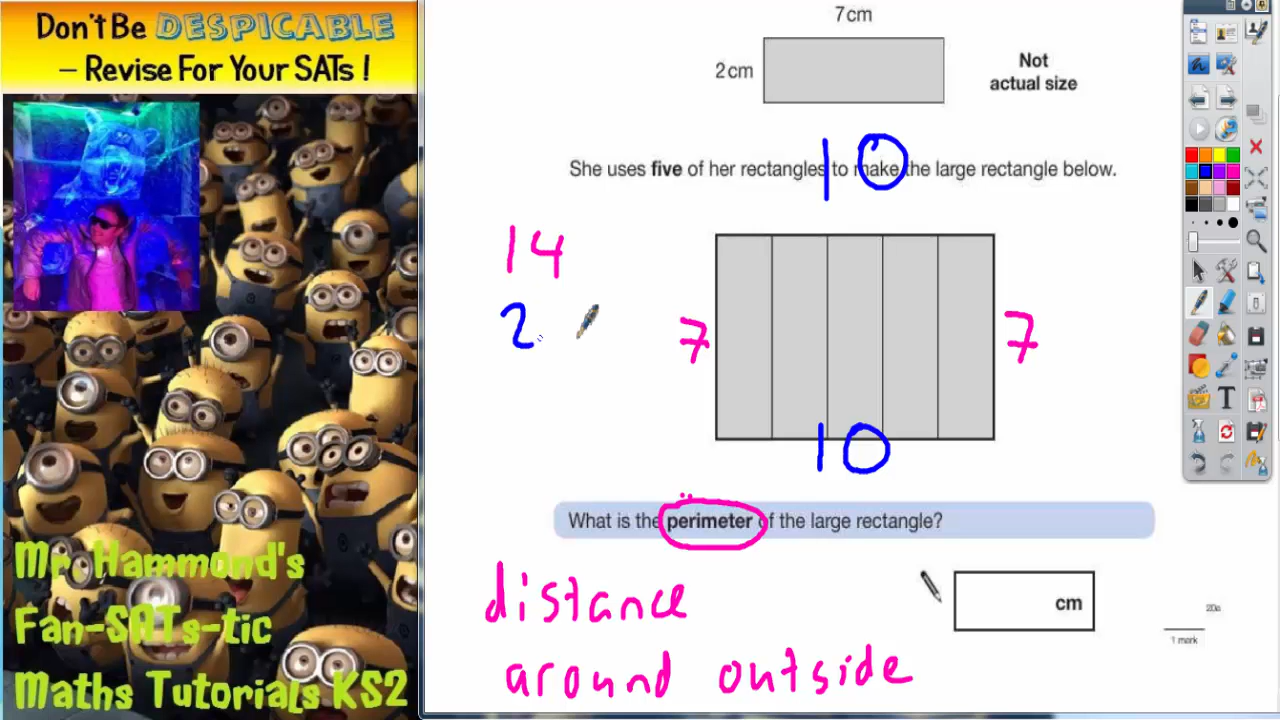 Don't Be DESPICABLE
– Revise For Your SATs !
Mr. Hammond's
Fan-SATs-tic
Maths Tutorials KS2
7cm
2cm
Not
actual size
10
She uses five of her rectangles to make the large rectangle below.
14
2
7
7
10
What is the perimeter of the large rectangle?
cm
20a
1 mark
distance
around outside
T